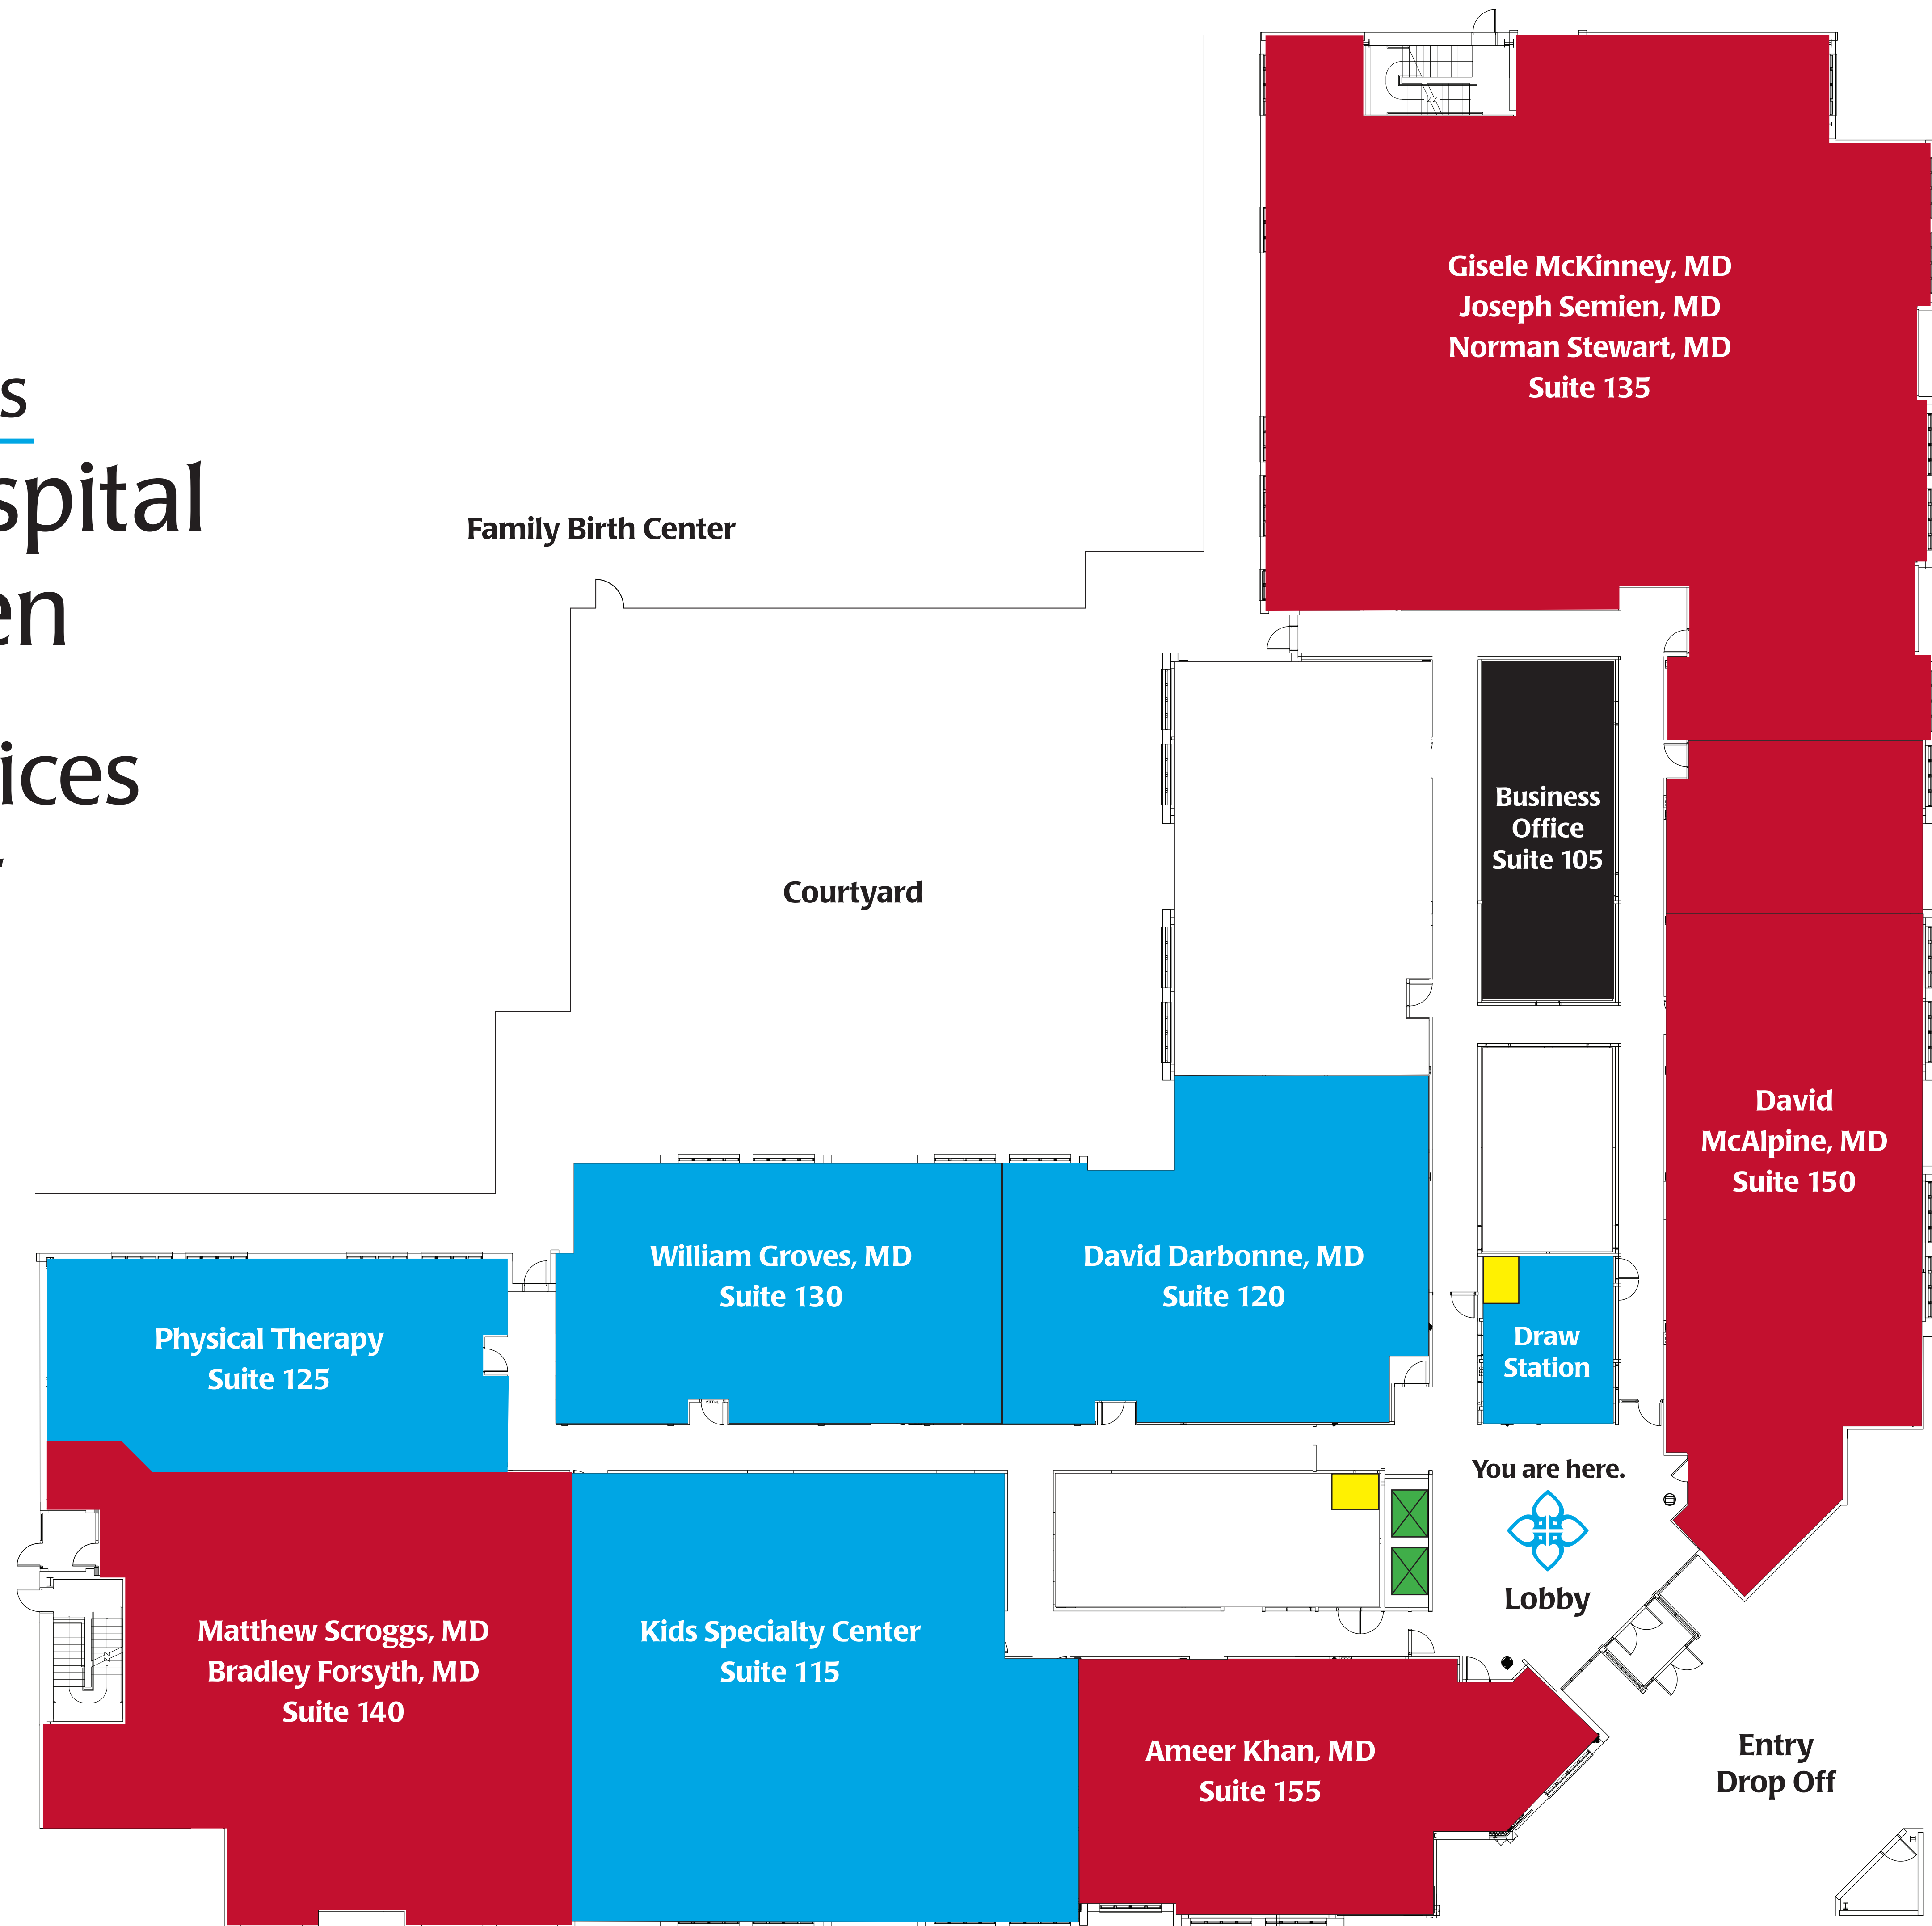 s
spital
en
ices
Family Birth Center
Gisele McKinney, MD
Joseph Semien, MD
Norman Stewart, MD
Suite 135
Business
Office
Suite 105
Courtyard
David
McAlpine, MD
Suite 150
William Groves, MD
Suite 130
David Darbonne, MD
Suite 120
Physical Therapy
Suite 125
Draw
Station
You are here.
Lobby
Matthew Scroggs, MD
Bradley Forsyth, MD
Suite 140
Kids Specialty Center
Suite 115
Ameer Khan, MD
Suite 155
Entry
Drop Off